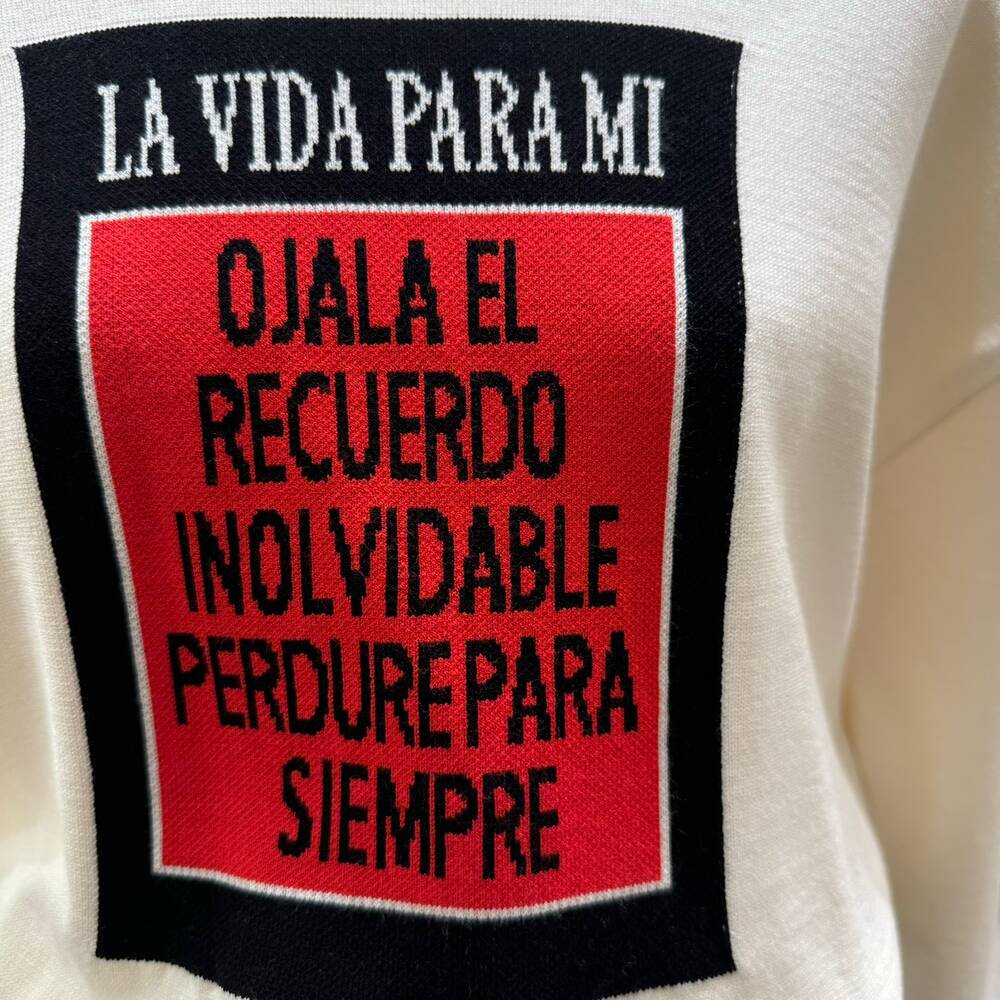 LA VIDA PARA MI
OJALA EL
RECUERDO
INOLVIDABLE
PERDURE PARA
SIEMPRE